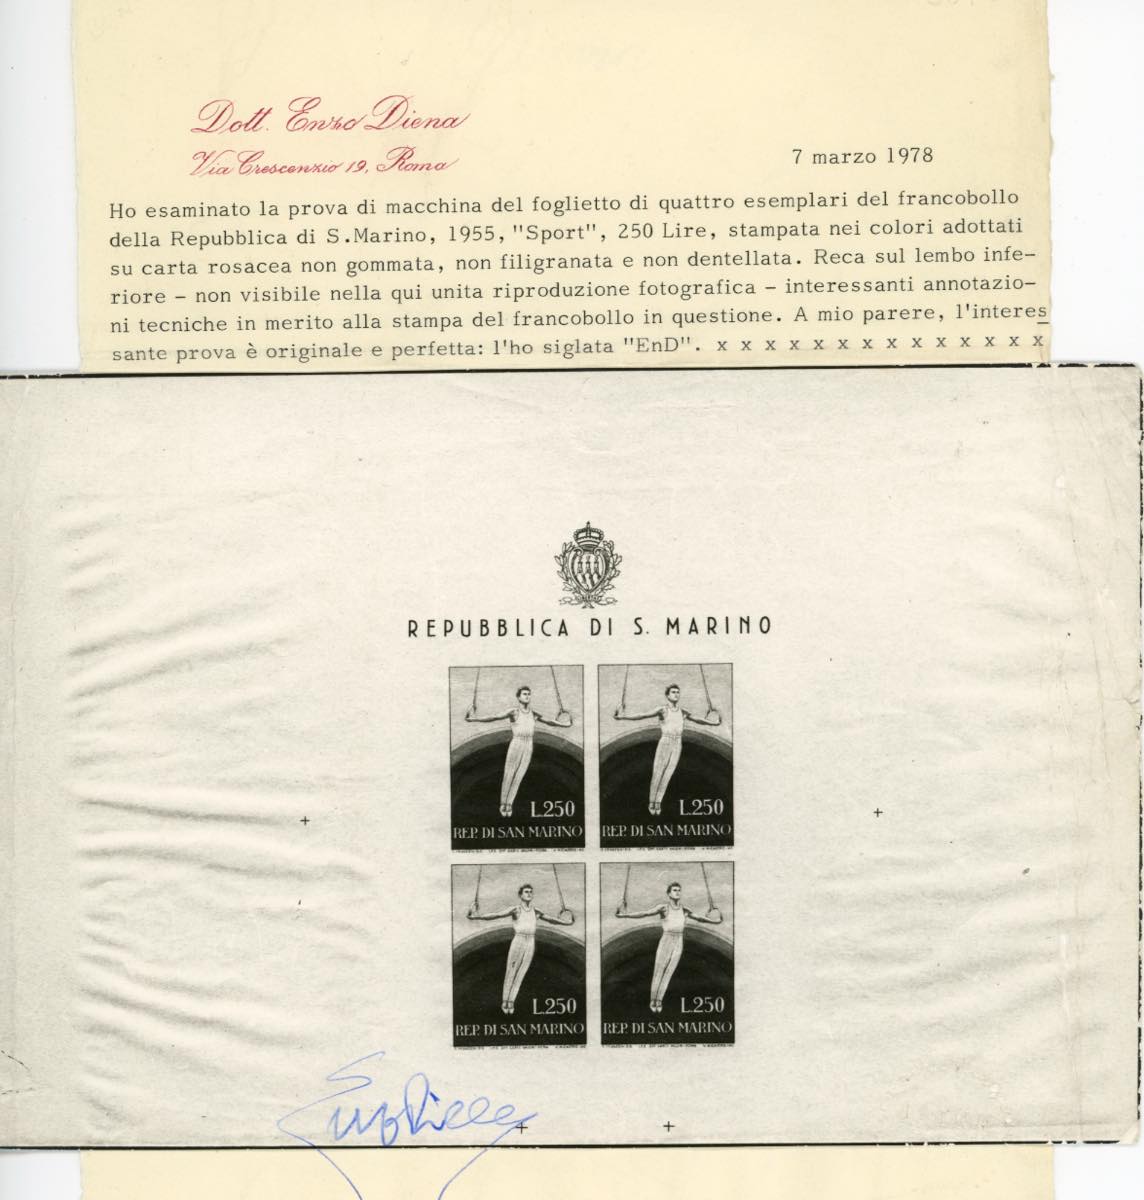 Dott. Enzo Diena
Via Crescenzio 19, Roma
7 marzo 1978
Ho esaminato la prova di macchina del foglietto di quattro esemplari del francobollo
della Repubblica di S.Marino, 1955, "Sport", 250 Lire, stampata nei colori adottati
su carta rosacea non gommata, non filigranata e non dentellata. Reca sul lembo infe-
riore - non visibile nella qui unita riproduzione fotografica - interessanti annotazio-
ni tecniche in merito alla stampa del francobollo in questione. A mio parere, l'interes
sante prova è originale e perfetta: l'ho siglata "EnD". x x x x x x x x x x x x x x
REPUBBLICA DI S. MARINO
L.250
REP. DI SAN MARINO
L.250
REP. DI SAN MARINO
L.250
REP. DI SAN MARINO
L.250
REP. DI SAN MARINO
Enzo Diena